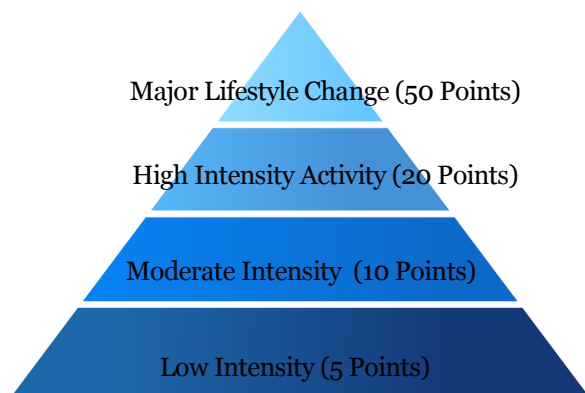 Major Lifestyle Change (50 Points)
High Intensity Activity (20 Points)
Moderate Intensity  (10 Points)
Low Intensity (5 Points)